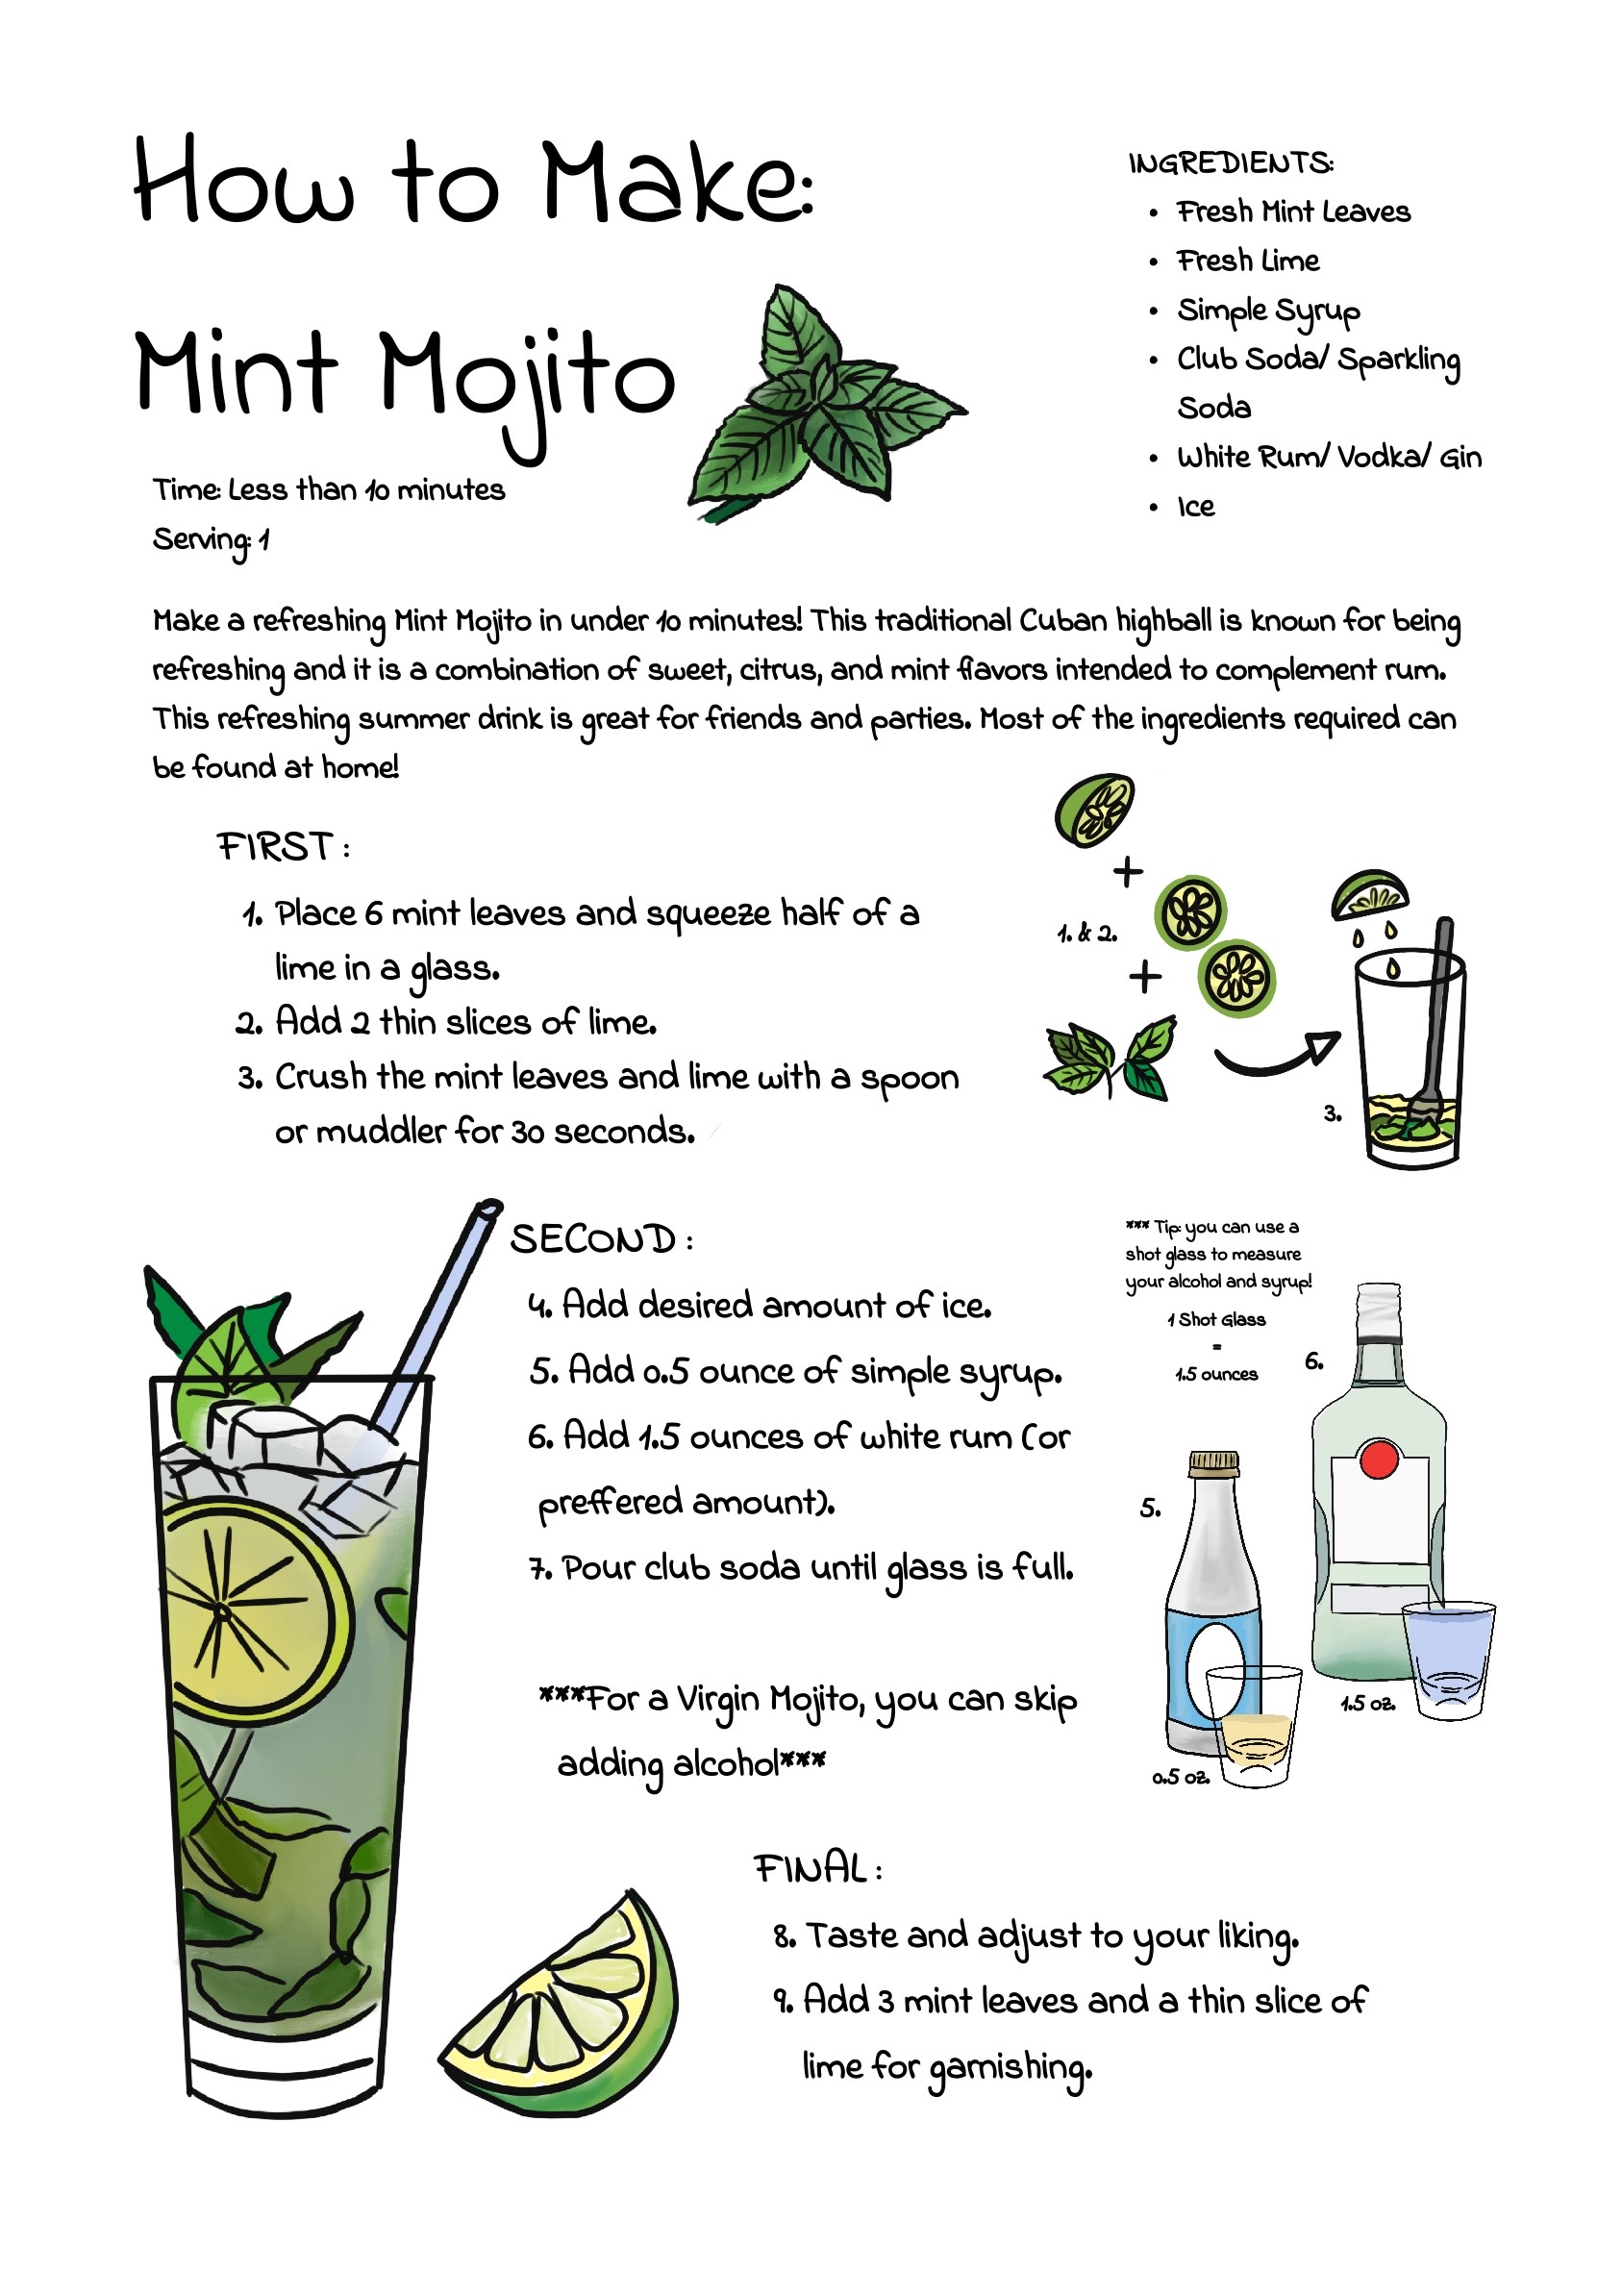 How to Make:
Mint Mojito
Time: Less than 10 minutes
Serving: 1
INGREDIENTS:
• Fresh Mint Leaves
• Fresh Lime
• Simple Syrup
• Club Soda/ Sparkling
Soda
• White Rum/ Vodka/ Gin
• Ice
Make a refreshing Mint Mojito in under 10 minutes! This traditional Cuban highball is known for being
refreshing and it is a combination of sweet, citrus, and mint flavors intended to complement rum.
This refreshing summer drink is great for friends and parties. Most of the ingredients required can
be found at home!
FIRST :
1. Place 6 mint leaves and squeeze half of a
lime in a glass.
2. Add 2 thin slices of lime.
3. Crush the mint leaves and lime with a spoon
or muddler for 30 seconds.
+
1. & 2.
+
3.
SECOND :
4. Add desired amount of ice.
5. Add 0.5 ounce of simple syrup.
6. Add 1.5 ounces of white rum (or
preffered amount).
7. Pour club soda until glass is full.
***For a Virgin Mojito, you can skip
adding alcohol***
*** Tip: you can use a
shot glass to measure
your alcohol and syrup!
1 Shot Glass
=
1.5 ounces
6.
5.
1.5 oz.
0.5 oz.
FINAL :
8. Taste and adjust to your liking.
9. Add 3 mint leaves and a thin slice of
lime for garnishing.